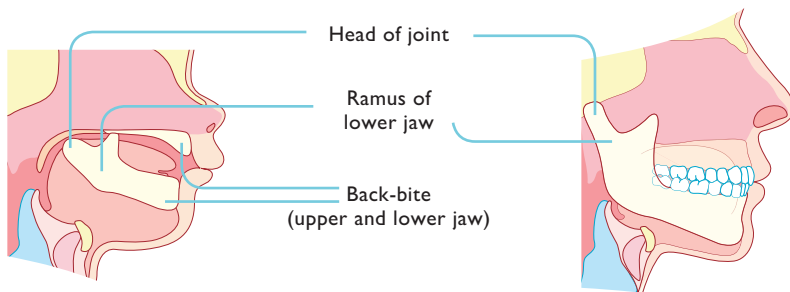 Head of joint
Ramus of
lower jaw
Back-bite
(upper and lower jaw)